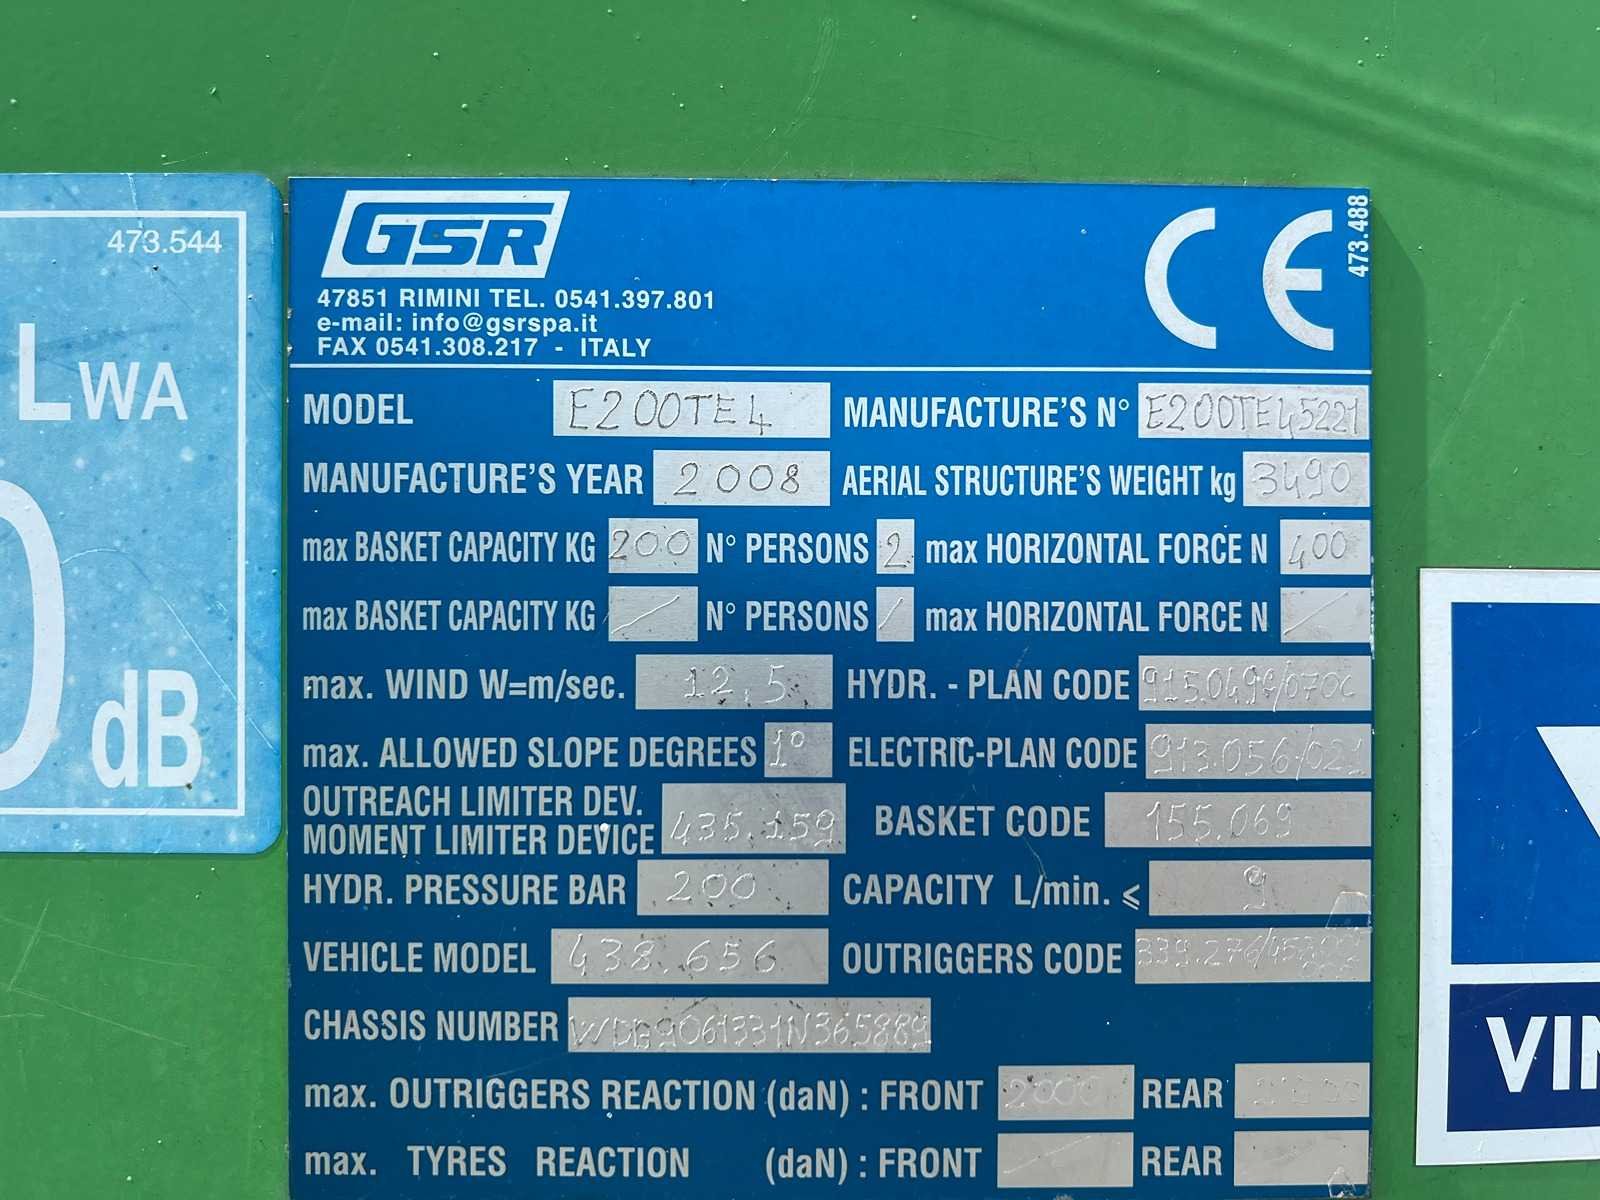 473.544
LWA
dB
GSR
CE
473.488
47851 RIMINI TEL. 0541.397.801
e-mail: info@gsrspa.it
FAX 0541.308.217 - ITALY
MODEL E200TE4 MANUFACTURE'S N° E200TE45221
MANUFACTURE'S YEAR 2008 AERIAL STRUCTURE'S WEIGHT kg 3490
max BASKET CAPACITY KG 200 N° PERSONS 2 max HORIZONTAL FORCE N 400
max BASKET CAPACITY KG / N° PERSONS / max HORIZONTAL FORCE N /
max. WIND W=m/sec. 12,5 HYDR. - PLAN CODE
max. ALLOWED SLOPE DEGREES 1° ELECTRIC-PLAN CODE 913.056/021
OUTREACH LIMITER DEV.
MOMENT LIMITER DEVICE 435.159 BASKET CODE 155.069
HYDR. PRESSURE BAR 200 CAPACITY L/min. ≤ 9
VEHICLE MODEL 438.656 OUTRIGGERS CODE
CHASSIS NUMBER WDB9061331N365889
max. OUTRIGGERS REACTION (daN) : FRONT 2000 REAR
max. TYRES REACTION (daN) : FRONT / REAR /
VIN